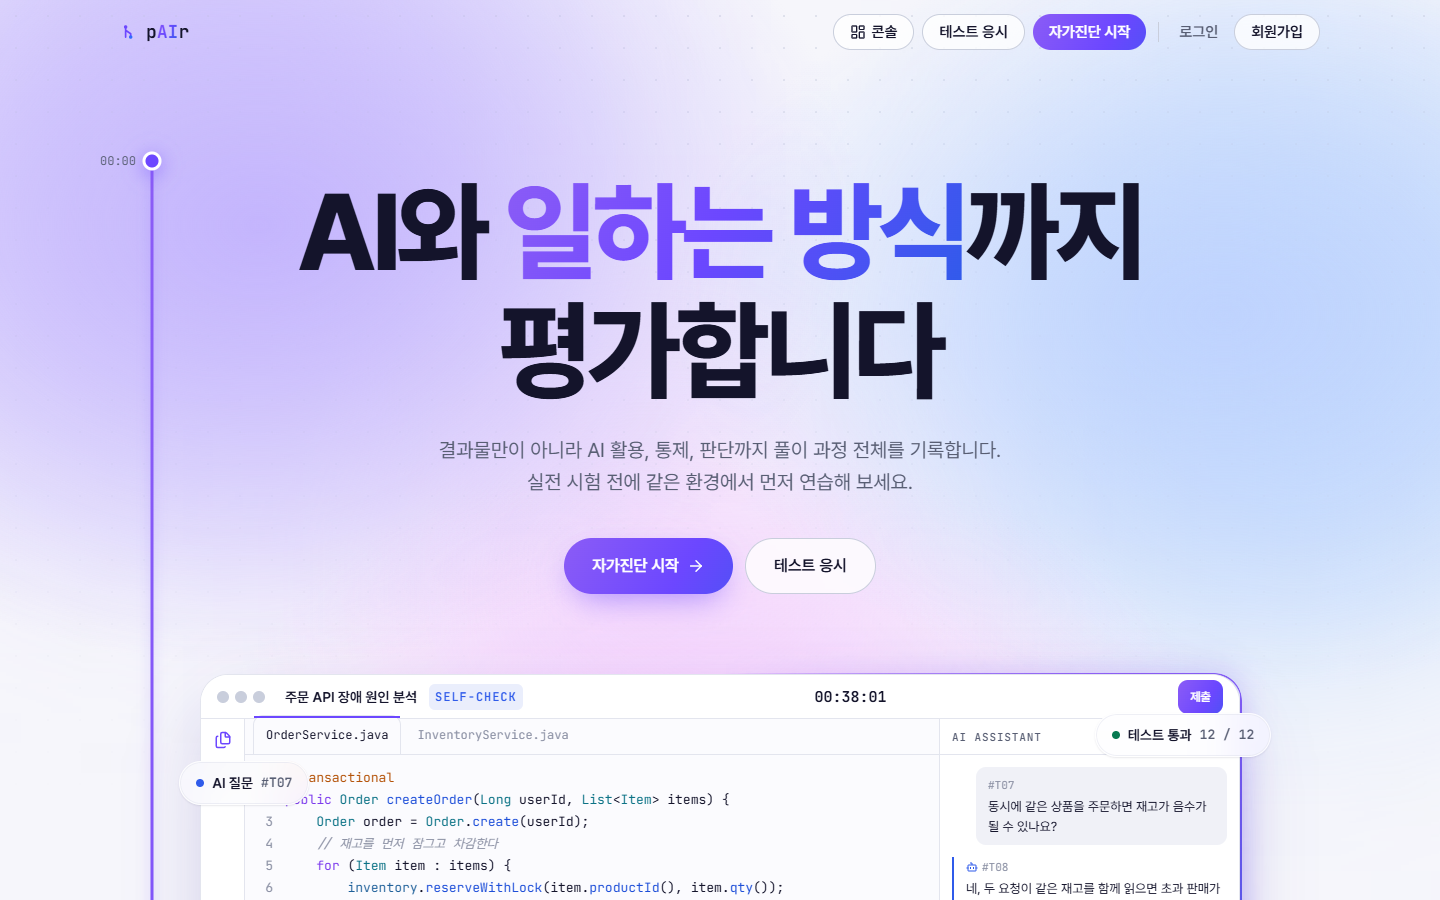 pAIr
콘솔
테스트 응시
자가진단 시작
로그인
회원가입
00:00
AI와 일하는 방식까지
평가합니다
결과물만이 아니라 AI 활용, 통제, 판단까지 풀이 과정 전체를 기록합니다.
실전 시험 전에 같은 환경에서 먼저 연습해 보세요.
자가진단 시작 →
테스트 응시
주문 API 장애 원인 분석
SELF-CHECK
00:38:01
제출
OrderService.java
InventoryService.java
AI ASSISTANT
테스트 통과 12 / 12
AI 질문 #T07
ansactional
blic Order createOrder(Long userId, List<Item> items) {
3 Order order = Order.create(userId);
4 // 재고를 먼저 잠그고 차감한다
5 for (Item item : items) {
6 inventory.reserveWithLock(item.productId(), item.qty());
#T07
동시에 같은 상품을 주문하면 재고가 음수가
될 수 있나요?
#T08
네, 두 요청이 같은 재고를 함께 읽으면 초과 판매가